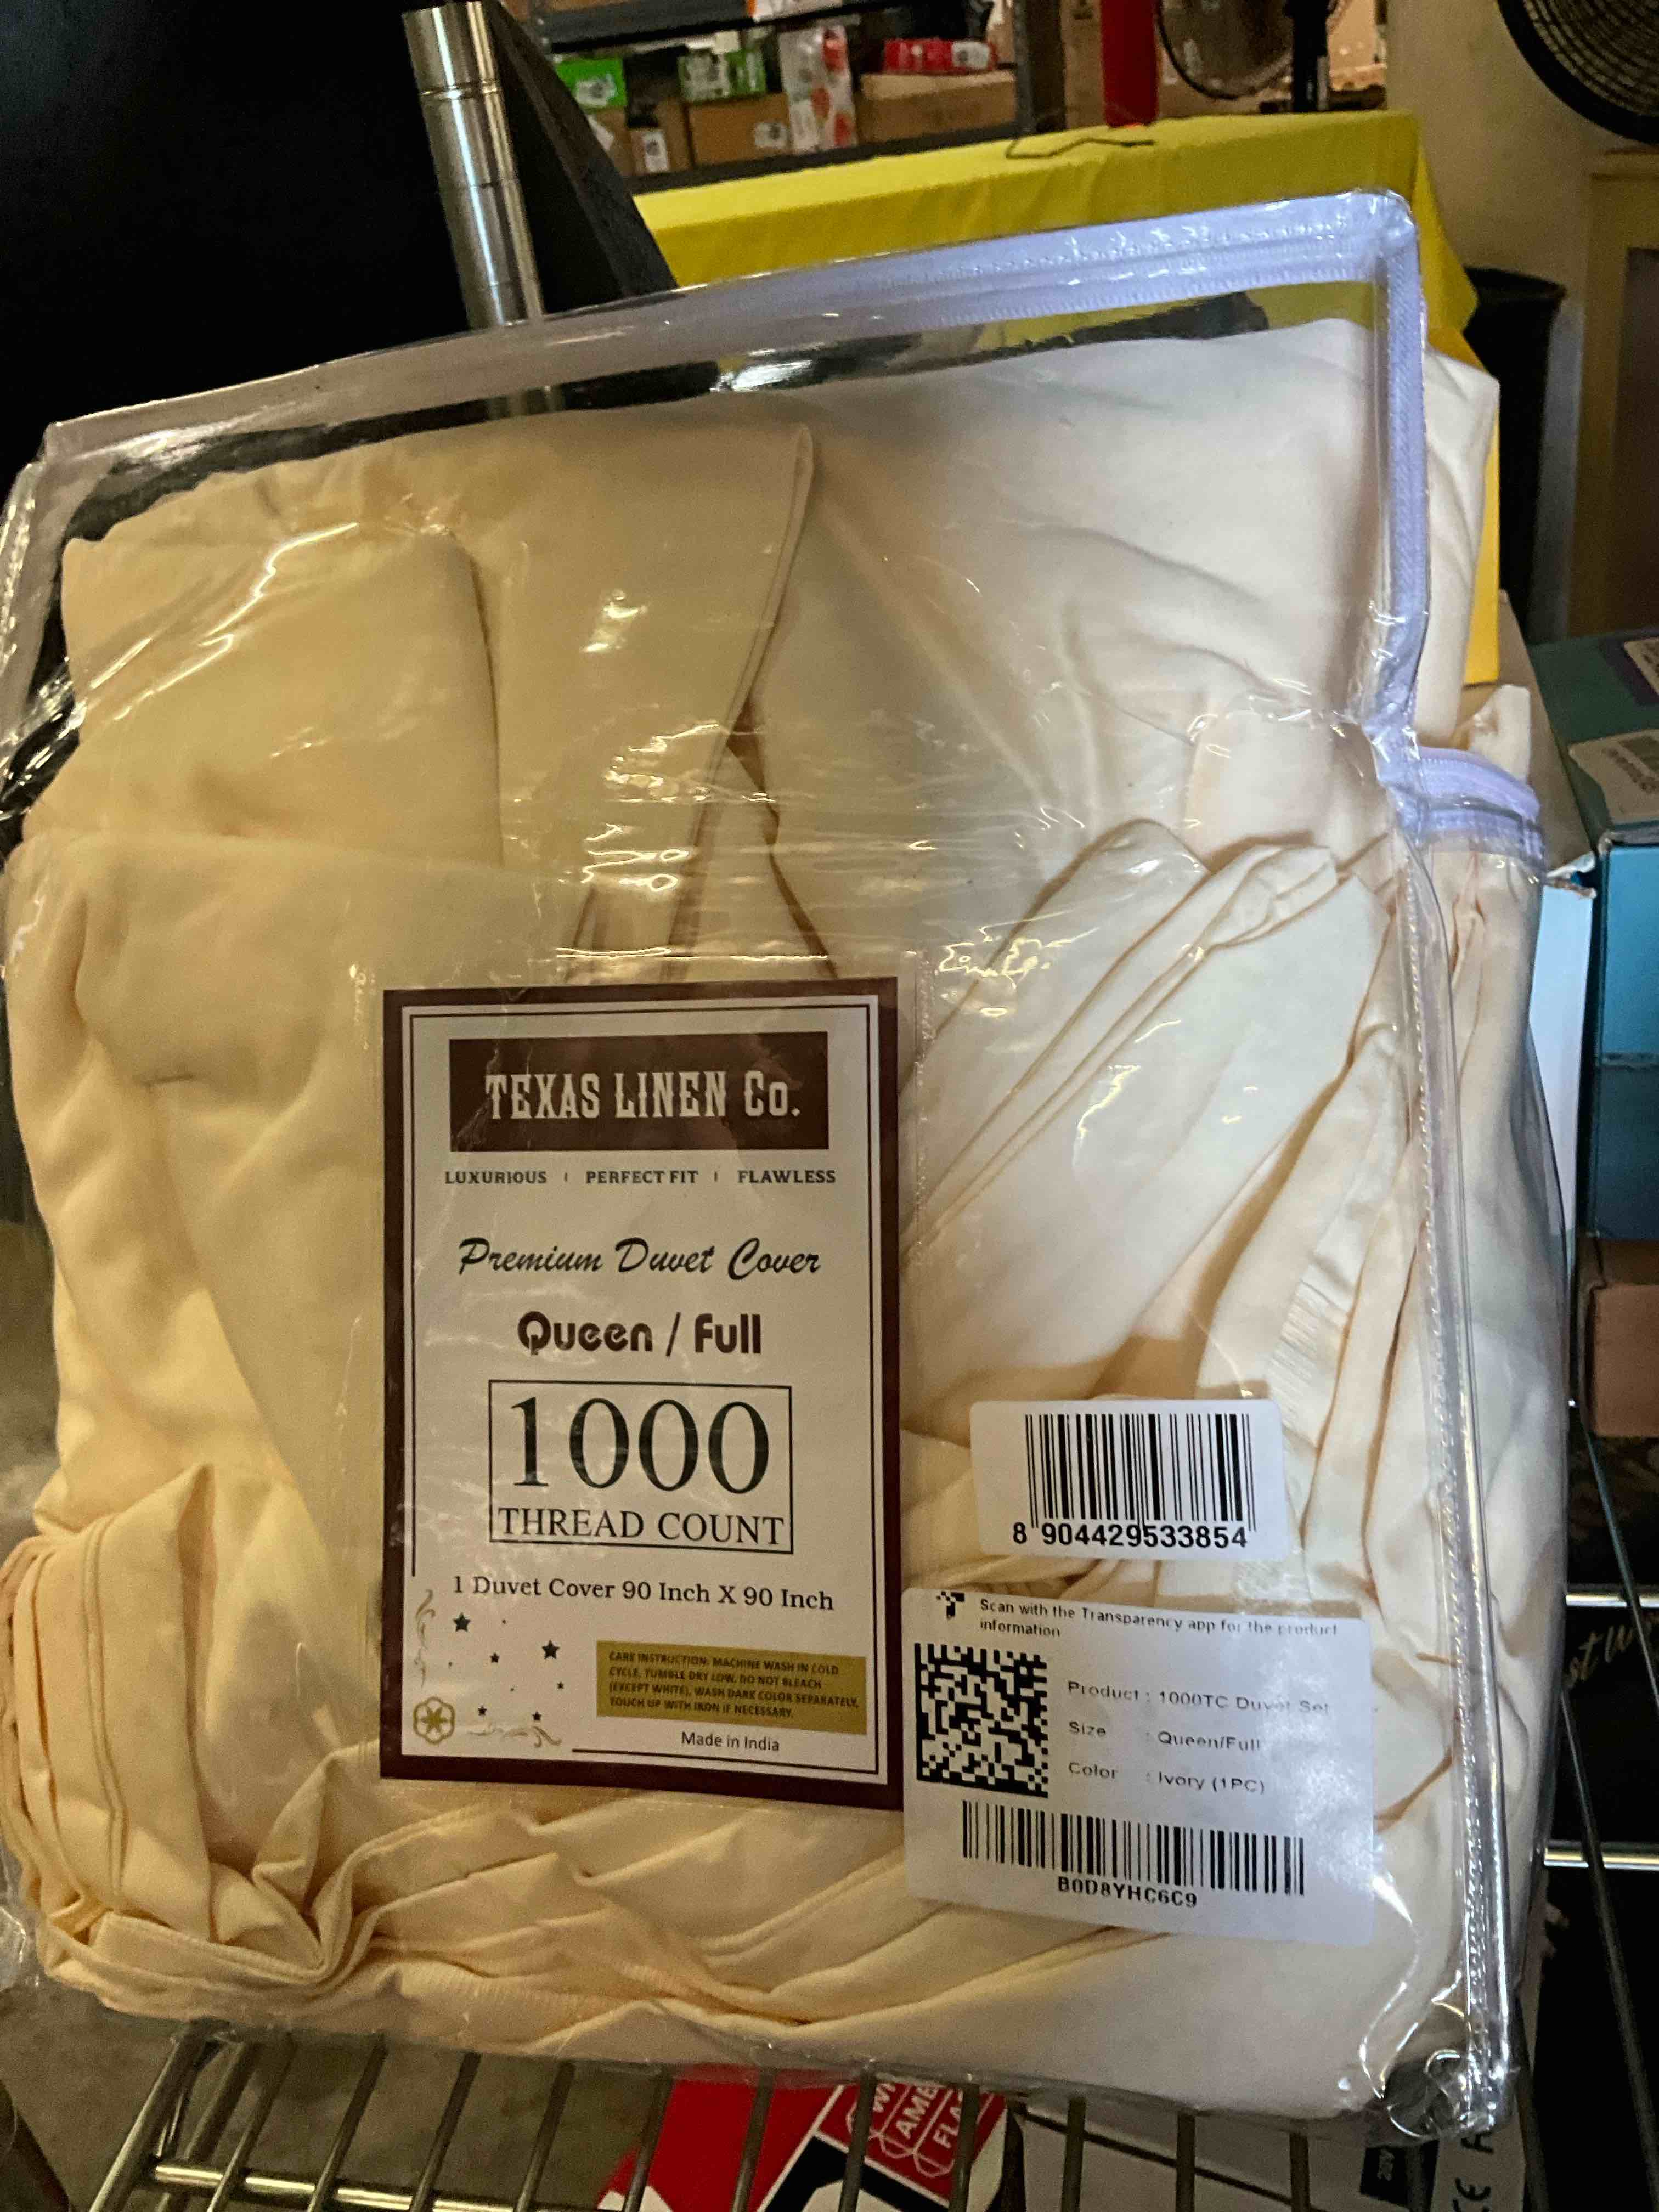 TEXAS LINEN Co.
LUXURIOUS | PERFECT FIT | FLAWLESS
Premium Duvet Cover
Queen / Full
1000
THREAD COUNT
1 Duvet Cover 90 Inch X 90 Inch
CARE INSTRUCTION: MACHINE WASH IN COLD
CYCLE, TUMBLE DRY LOW, DO NOT BLEACH
(EXCEPT WHITE), WASH DARK COLOR SEPARATELY,
TOUCH UP WITH IRON IF NECESSARY.
Made in India
8 904429533854
Scan with the Transparency app for the product
information
Product : 1000TC Duvet Set
Size : Queen/Full
Color : Ivory (1PC)
B0D8YHC6C9